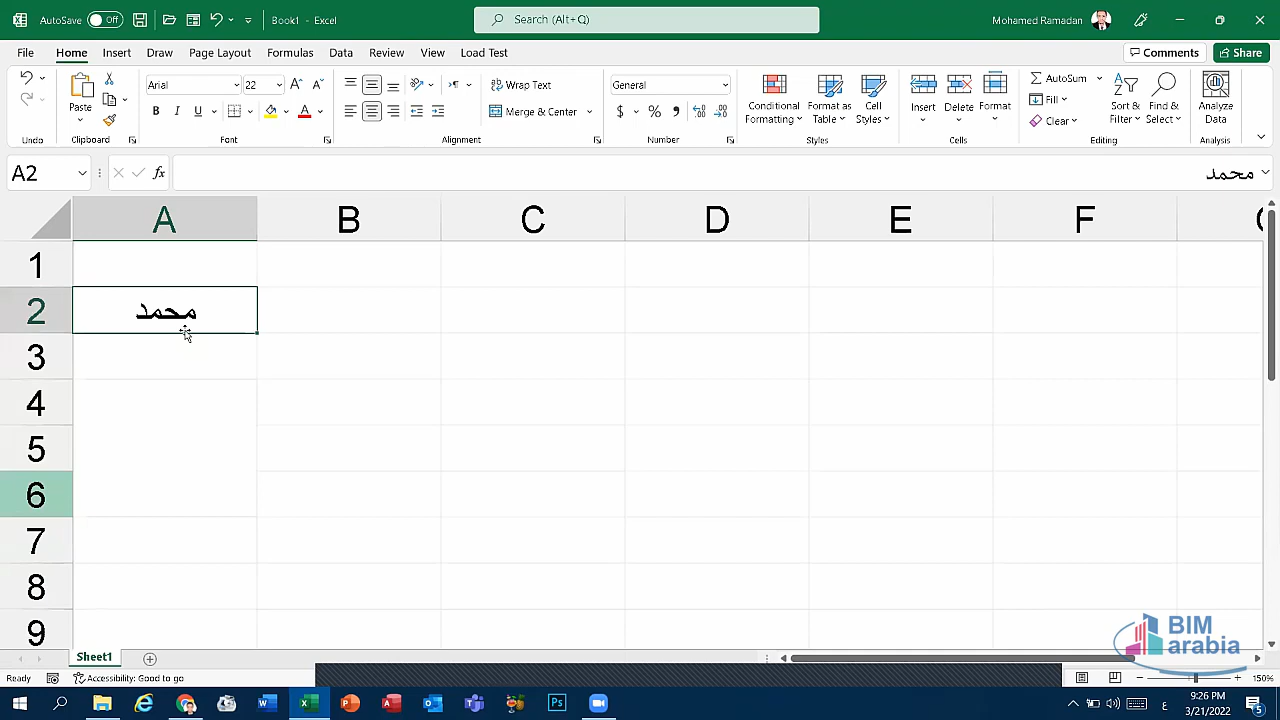 AutoSave Off Book1 - Excel Search (Alt+Q) Mohamed Ramadan
File Home Insert Draw Page Layout Formulas Data Review View Load Test Comments Share
Arial 22 Wrap Text General AutoSum
Paste B I U Merge & Center $ % Conditional Formatting Format as Table Cell Styles Insert Delete Format Fill Clear Sort & Filter Find & Select Analyze Data
Undo Clipboard Font Alignment Number Styles Cells Editing Analysis
A2 fx محمد
A B C D E F
1
2 محمد
3
4
5
6
7
8
9
BIM
arabia
Sheet1
Ready Accessibility: Good to go 150%
9:26 PM
3/21/2022